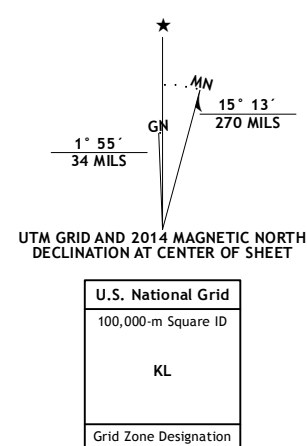 ★
MN
GN
15° 13´
270 MILS
1° 55´
34 MILS
UTM GRID AND 2014 MAGNETIC NORTH
DECLINATION AT CENTER OF SHEET
U.S. National Grid
100,000-m Square ID
KL
Grid Zone Designation